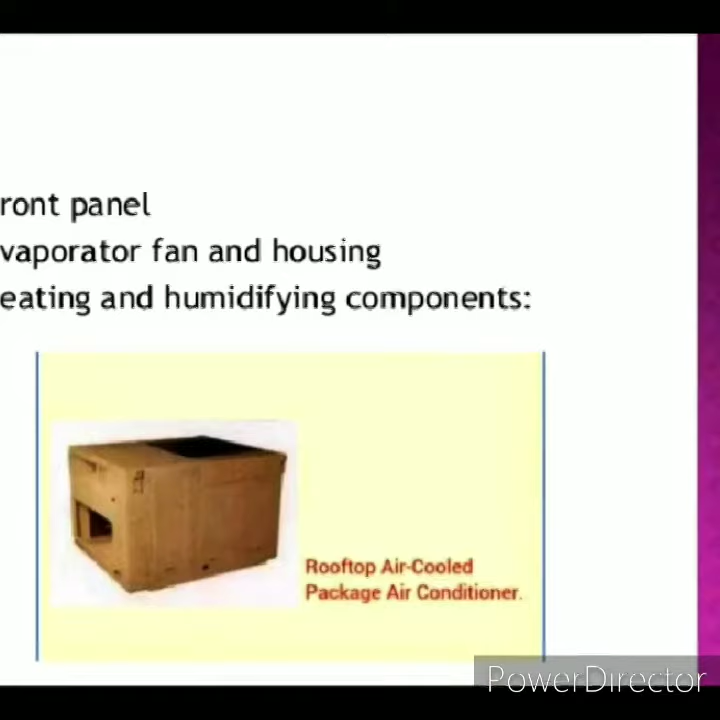 ront panel
vaporator fan and housing
eating and humidifying components:
Rooftop Air-Cooled
Package Air Conditioner.
PowerDirector